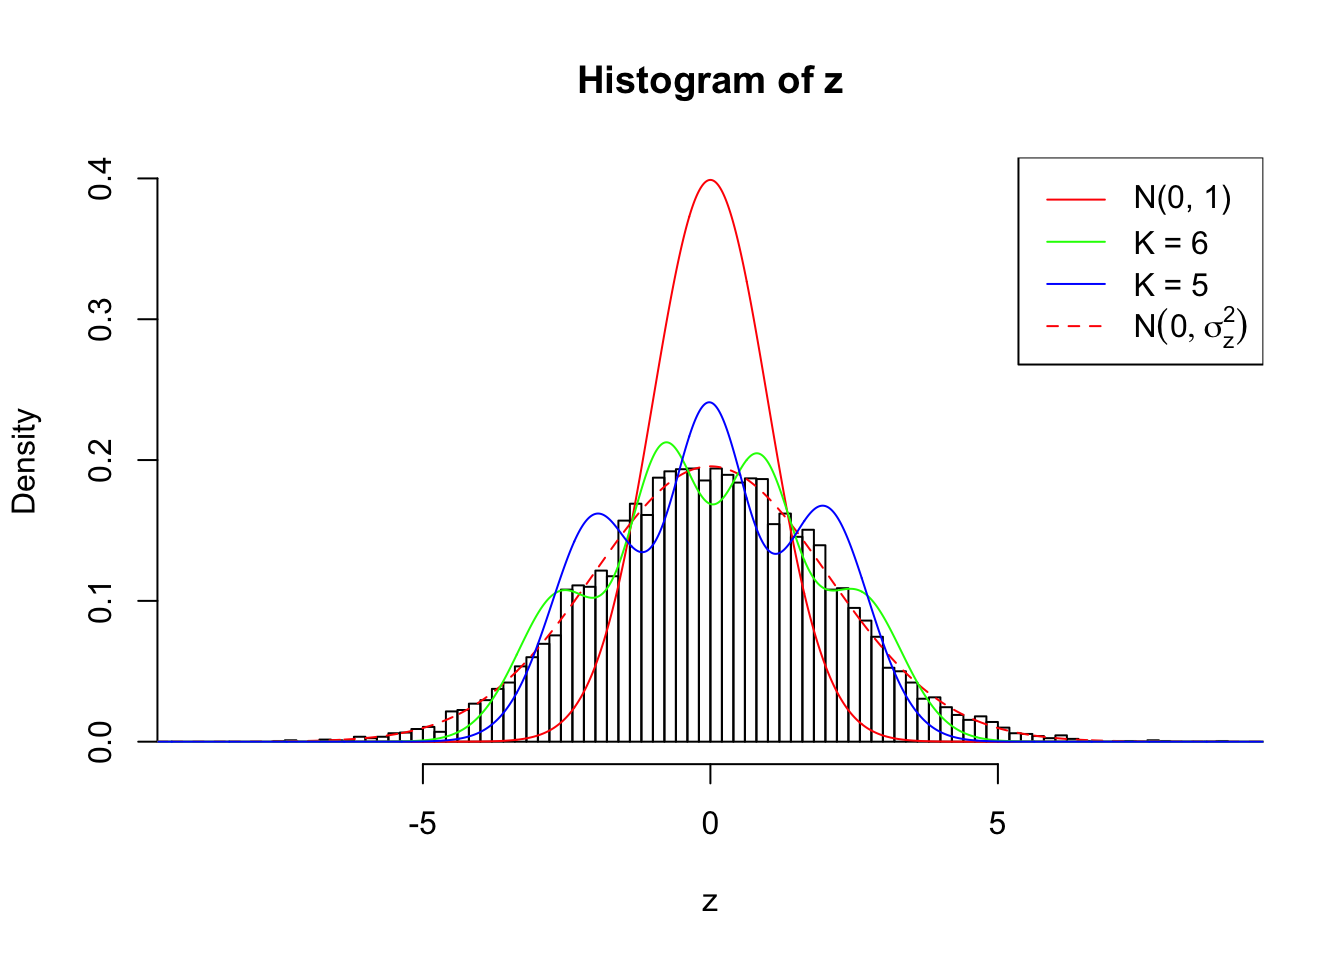 Histogram of z
N(0, 1)
K = 6
K = 5
N(0, σ_z^2)
Density
0.4
0.3
0.2
0.1
0.0
-5 0 5
z